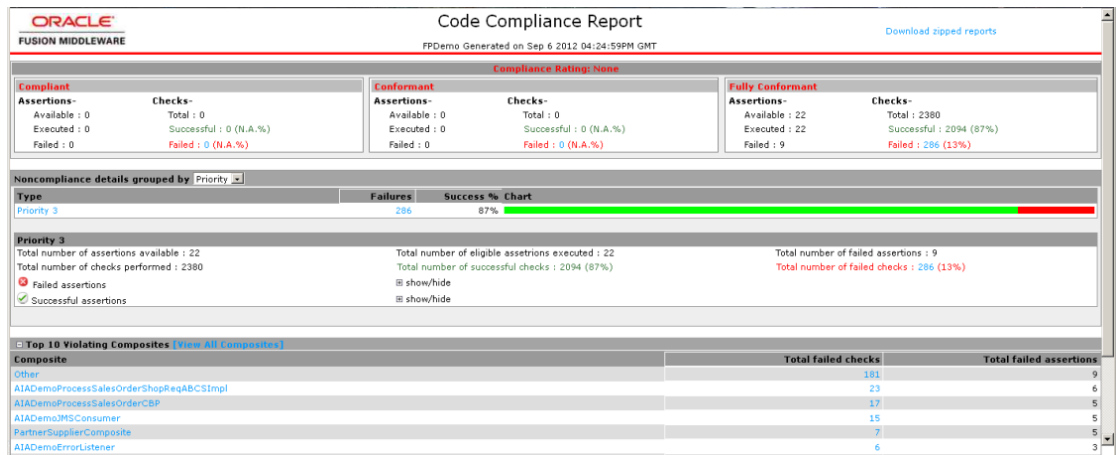 ORACLE
FUSION MIDDLEWARE
Code Compliance Report
FPDemo Generated on Sep 6 2012 04:24:59PM GMT
Download zipped reports
Compliance Rating: None
Compliant
Assertions- Checks-
Available : 0 Total : 0
Executed : 0 Successful : 0 (N.A.%)
Failed : 0 Failed : 0 (N.A.%)
Conformant
Assertions- Checks-
Available : 0 Total : 0
Executed : 0 Successful : 0 (N.A.%)
Failed : 0 Failed : 0 (N.A.%)
Fully Conformant
Assertions- Checks-
Available : 22 Total : 2380
Executed : 22 Successful : 2094 (87%)
Failed : 9 Failed : 286 (13%)
Noncompliance details grouped by Priority
Type Failures Success % Chart
Priority 3 286 87%
Priority 3
Total number of assertions available : 22 Total number of eligible assetrions executed : 22 Total number of failed assertions : 9
Total number of checks performed : 2380 Total number of successful checks : 2094 (87%) Total number of failed checks : 286 (13%)
Failed assertions show/hide
Successful assertions show/hide
Top 10 Violating Composites [View All Composites]
Composite Total failed checks Total failed assertions
Other 181 9
AIADemoProcessSalesOrderShopReqABCSImpl 23 6
AIADemoProcessSalesOrderCBP 17 5
AIADemoJMSConsumer 15 5
PartnerSupplierComposite 7 5
AIADemoErrorListener 6 3